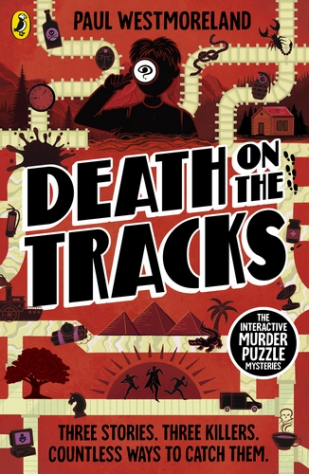 PAUL WESTMORELAND
DEATH
ON
THE
TRACKS
THE
INTERACTIVE
MURDER
PUZZLE
MYSTERIES
THREE STORIES. THREE KILLERS.
COUNTLESS WAYS TO CATCH THEM.